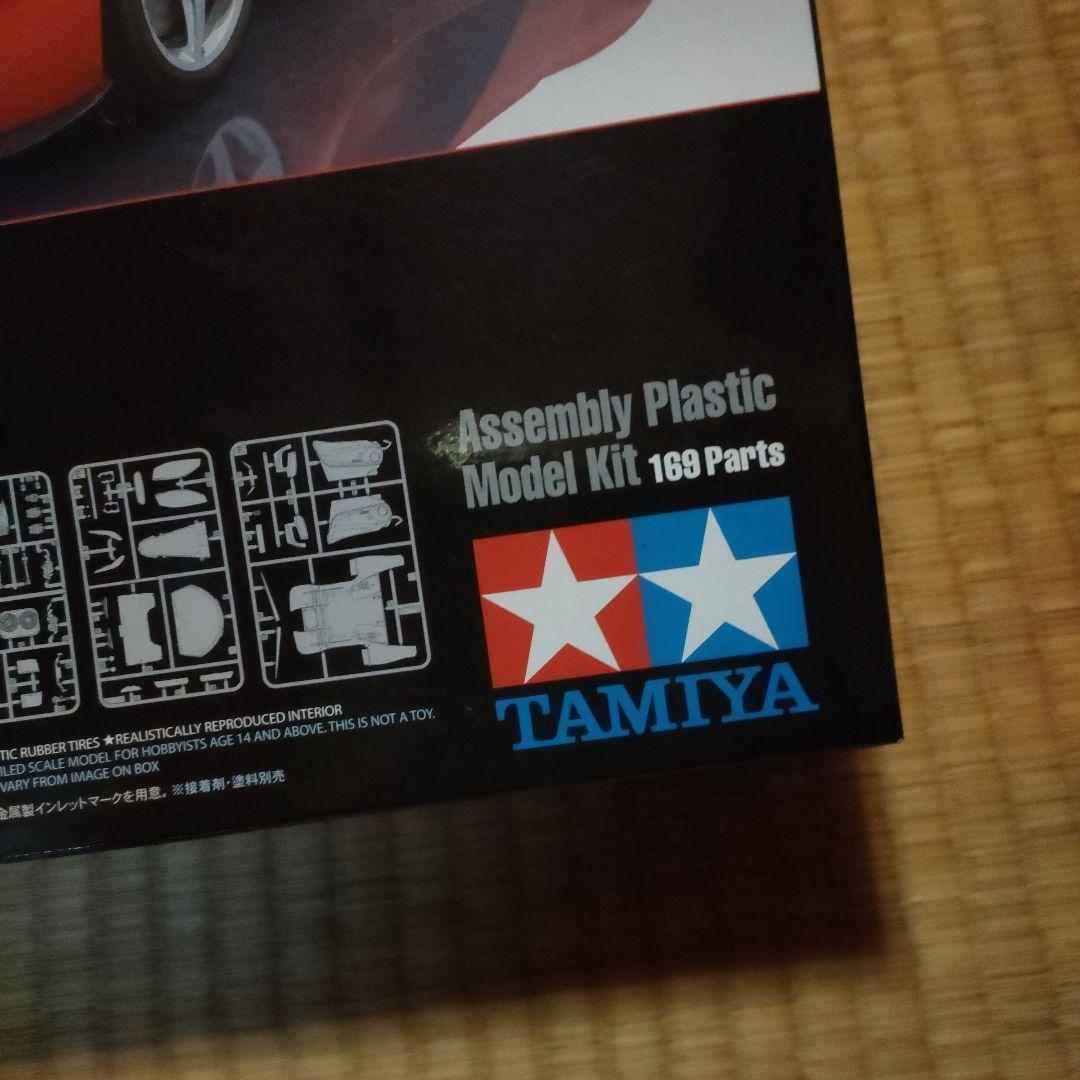 Assembly Plastic
Model Kit 169 Parts
TAMIYA
TIC RUBBER TIRES ★REALISTICALLY REPRODUCED INTERIOR
ILED SCALE MODEL FOR HOBBYISTS AGE 14 AND ABOVE. THIS IS NOT A TOY.
VARY FROM IMAGE ON BOX
金属製インレットマークを用意。※接着剤・塗料別売